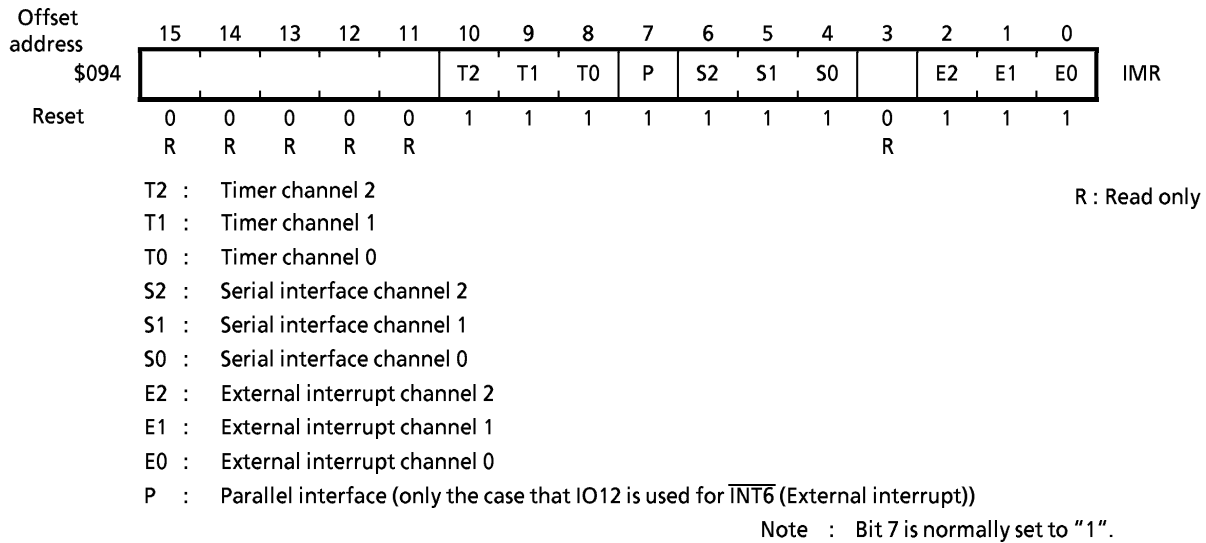 Offset
address
15 14 13 12 11 10 9 8 7 6 5 4 3 2 1 0
$094 T2 T1 T0 P S2 S1 S0 E2 E1 E0 IMR
Reset 0 0 0 0 0 1 1 1 1 1 1 1 0 1 1 1
R R R R R R
T2 : Timer channel 2
R : Read only
T1 : Timer channel 1
T0 : Timer channel 0
S2 : Serial interface channel 2
S1 : Serial interface channel 1
S0 : Serial interface channel 0
E2 : External interrupt channel 2
E1 : External interrupt channel 1
E0 : External interrupt channel 0
P : Parallel interface (only the case that IO12 is used for I̅N̅T̅6̅ (External interrupt))
Note : Bit 7 is normally set to "1".